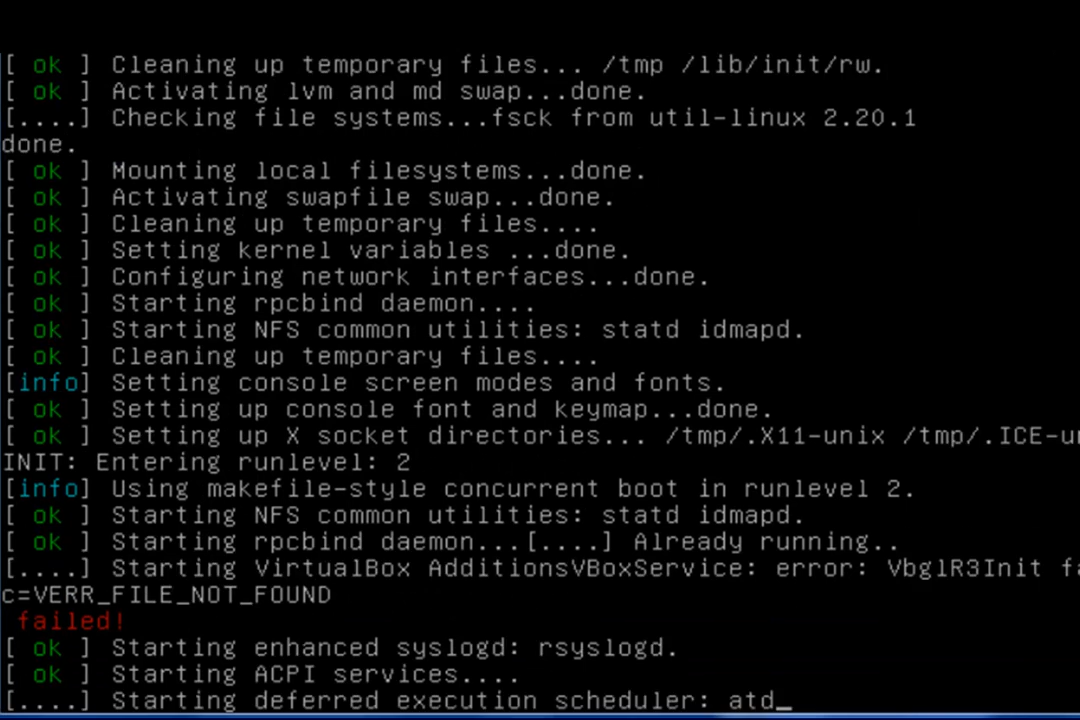 [ ok ] Cleaning up temporary files... /tmp /lib/init/rw.
[ ok ] Activating lvm and md swap...done.
[....] Checking file systems...fsck from util-linux 2.20.1
done.
[ ok ] Mounting local filesystems...done.
[ ok ] Activating swapfile swap...done.
[ ok ] Cleaning up temporary files....
[ ok ] Setting kernel variables ...done.
[ ok ] Configuring network interfaces...done.
[ ok ] Starting rpcbind daemon....
[ ok ] Starting NFS common utilities: statd idmapd.
[ ok ] Cleaning up temporary files....
[info] Setting console screen modes and fonts.
[ ok ] Setting up console font and keymap...done.
[ ok ] Setting up X socket directories... /tmp/.X11-unix /tmp/.ICE-un
INIT: Entering runlevel: 2
[info] Using makefile-style concurrent boot in runlevel 2.
[ ok ] Starting NFS common utilities: statd idmapd.
[ ok ] Starting rpcbind daemon...[....] Already running..
[....] Starting VirtualBox AdditionsVBoxService: error: VbglR3Init fa
c=VERR_FILE_NOT_FOUND
failed!
[ ok ] Starting enhanced syslogd: rsyslogd.
[ ok ] Starting ACPI services....
[....] Starting deferred execution scheduler: atd_